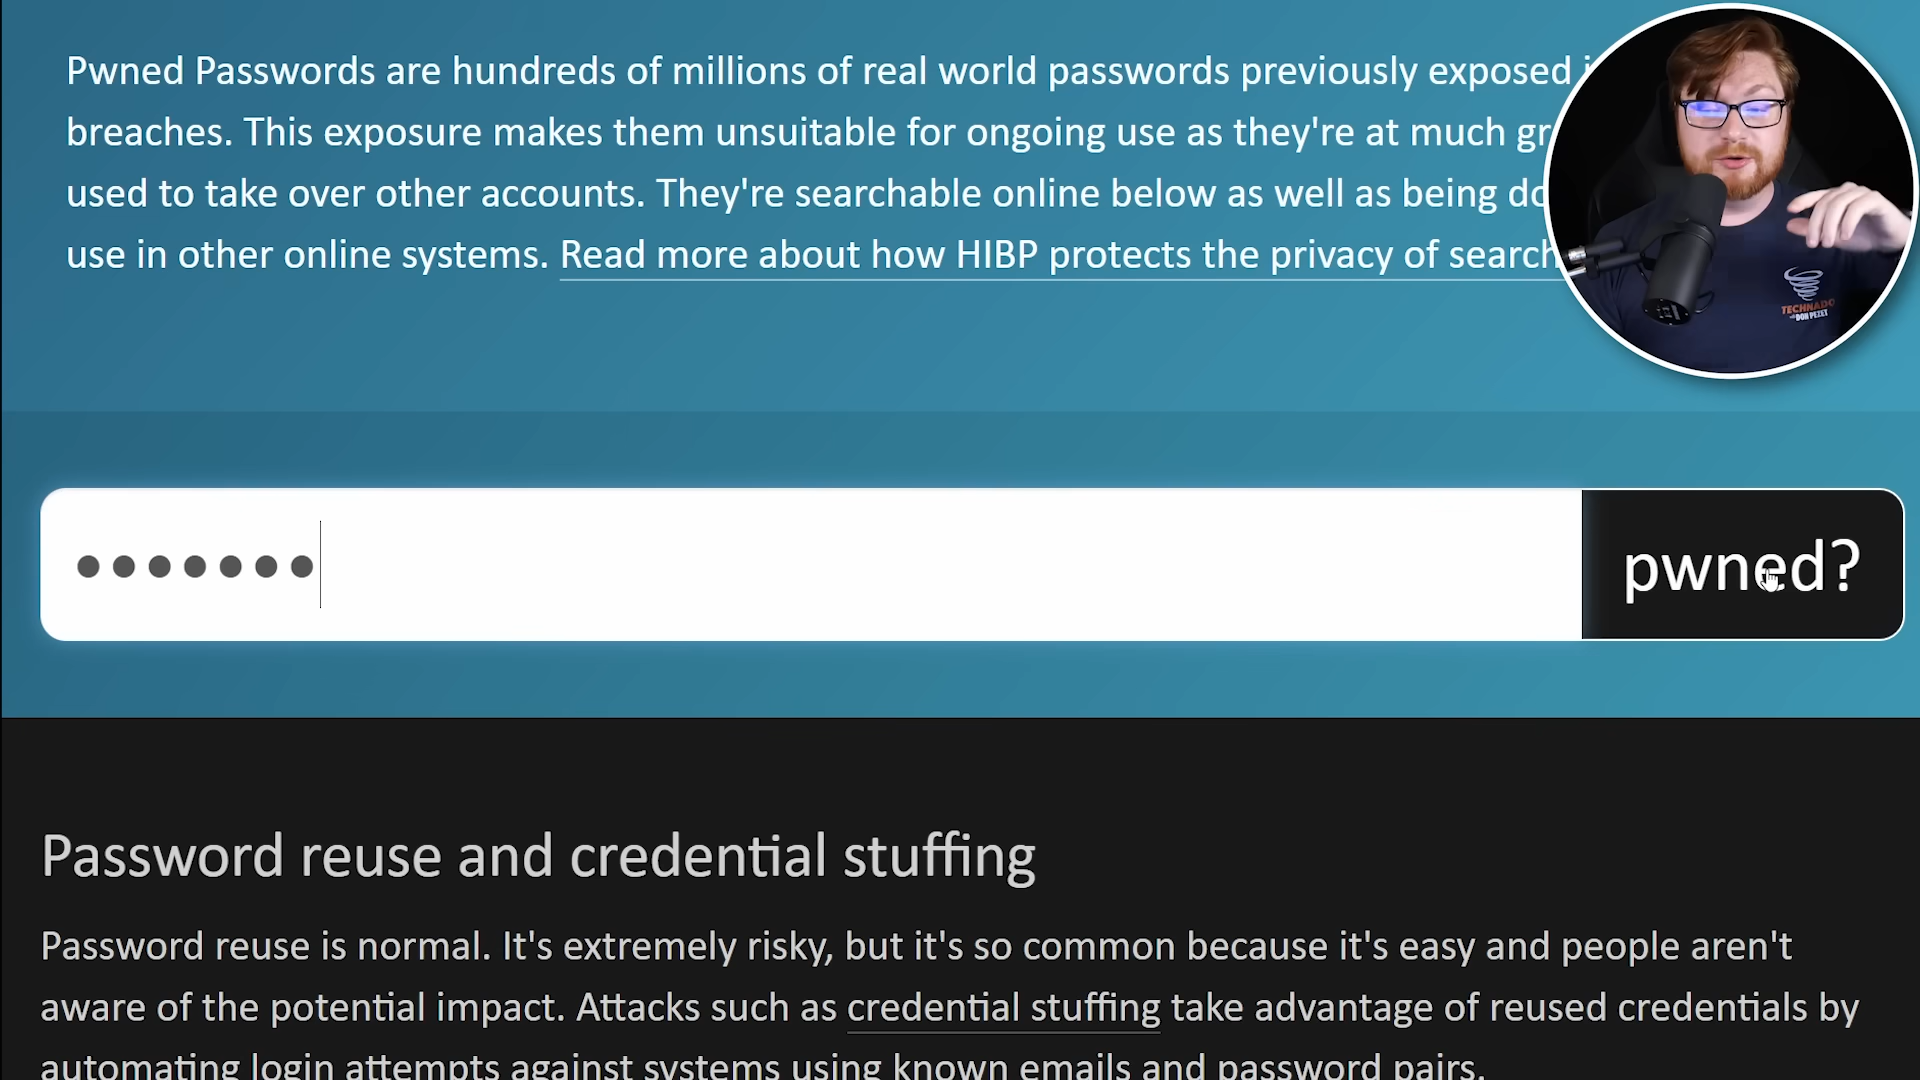 Pwned Passwords are hundreds of millions of real world passwords previously exposed
breaches. This exposure makes them unsuitable for ongoing use as they're at much
used to take over other accounts. They're searchable online below as well as being
use in other online systems. Read more about how HIBP protects the privacy of
TECHNADO
DON PEZET
pwned?
Password reuse and credential stuffing
Password reuse is normal. It's extremely risky, but it's so common because it's easy and people aren't
aware of the potential impact. Attacks such as credential stuffing take advantage of reused credentials by
automating login attempts against systems using known emails and password pairs.